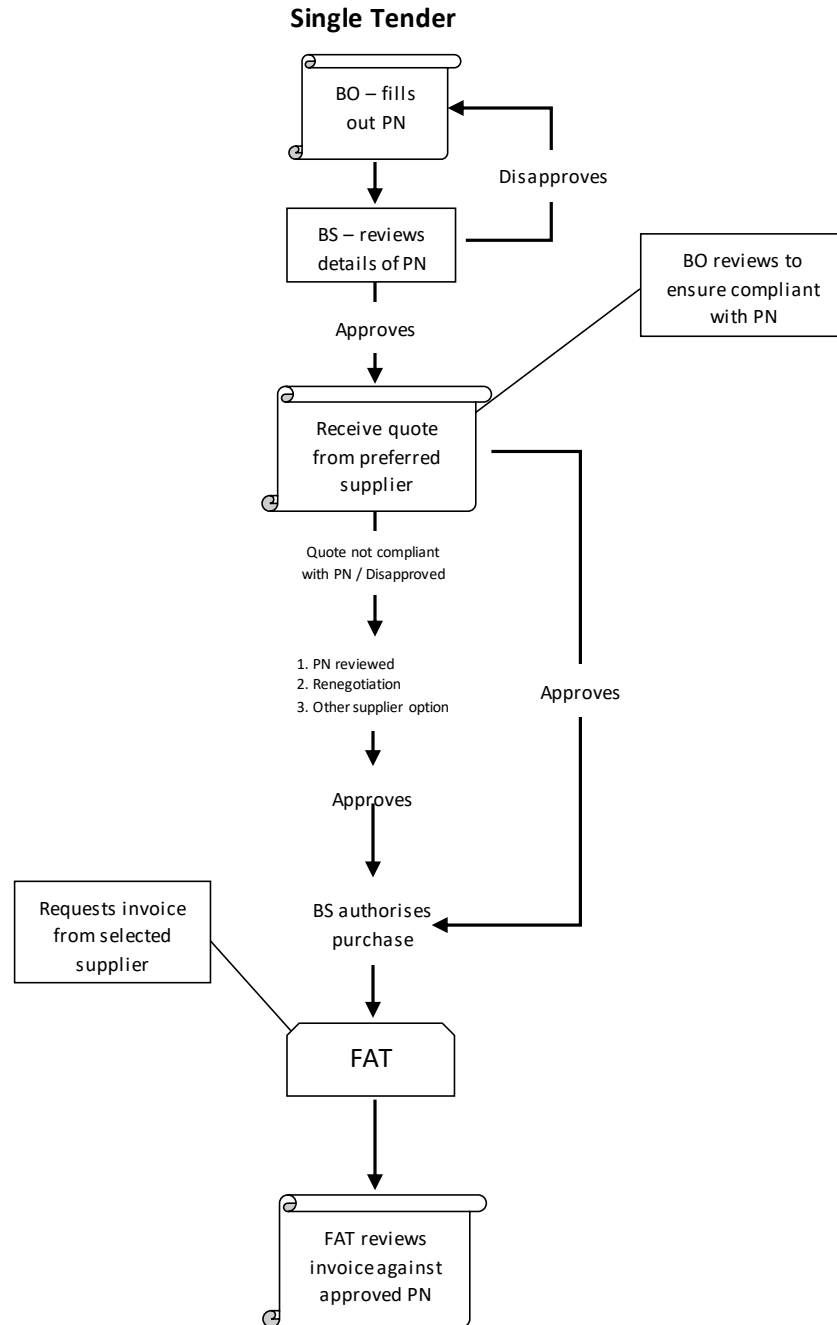 Single Tender
BO – fills
out PN
Disapproves
BS – reviews
details of PN
BO reviews to
ensure compliant
with PN
Approves
Receive quote
from preferred
supplier
Quote not compliant
with PN / Disapproved
1. PN reviewed
2. Renegotiation
3. Other supplier option
Approves
Approves
Requests invoice
from selected
supplier
BS authorises
purchase
FAT
FAT reviews
invoice against
approved PN